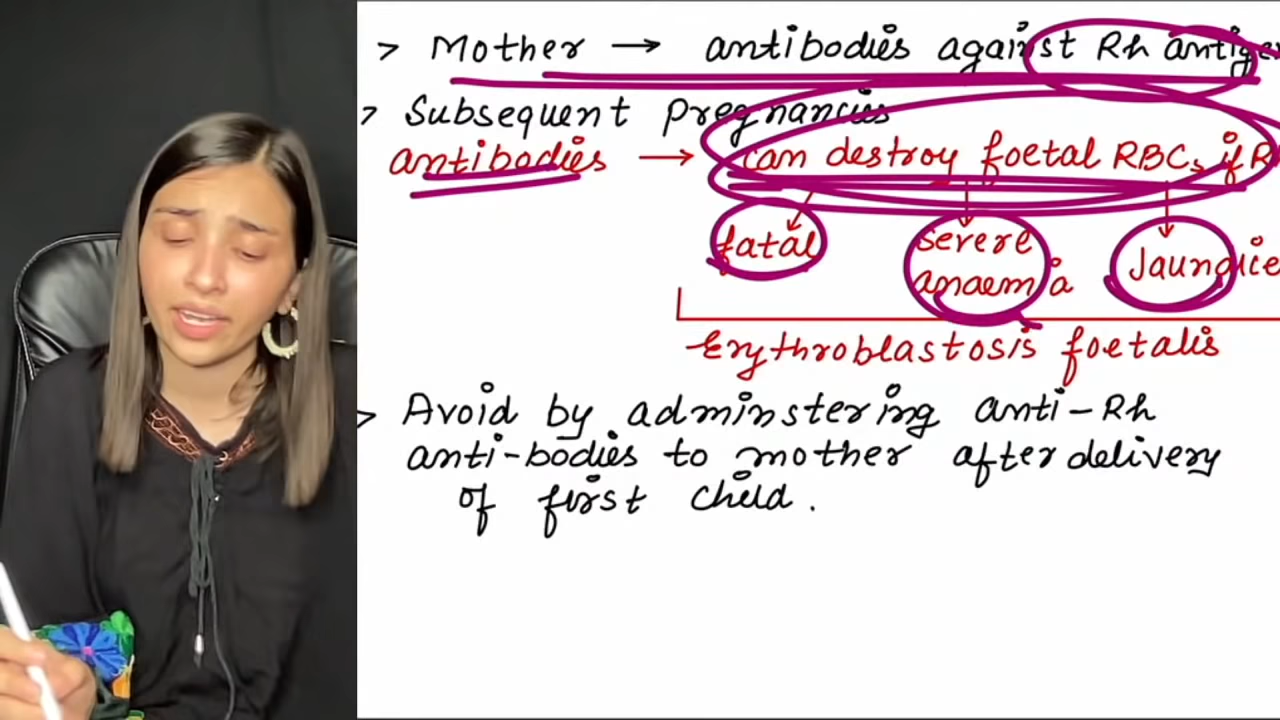 > Mother → antibodies against Rh antigen
> Subsequent pregnancies
antibodies → can destroy foetal RBCs if R
fatal severe anaemia Jaundice
Erythroblastosis foetalis
> Avoid by adminstering anti-Rh
anti-bodies to mother after delivery
of first child.